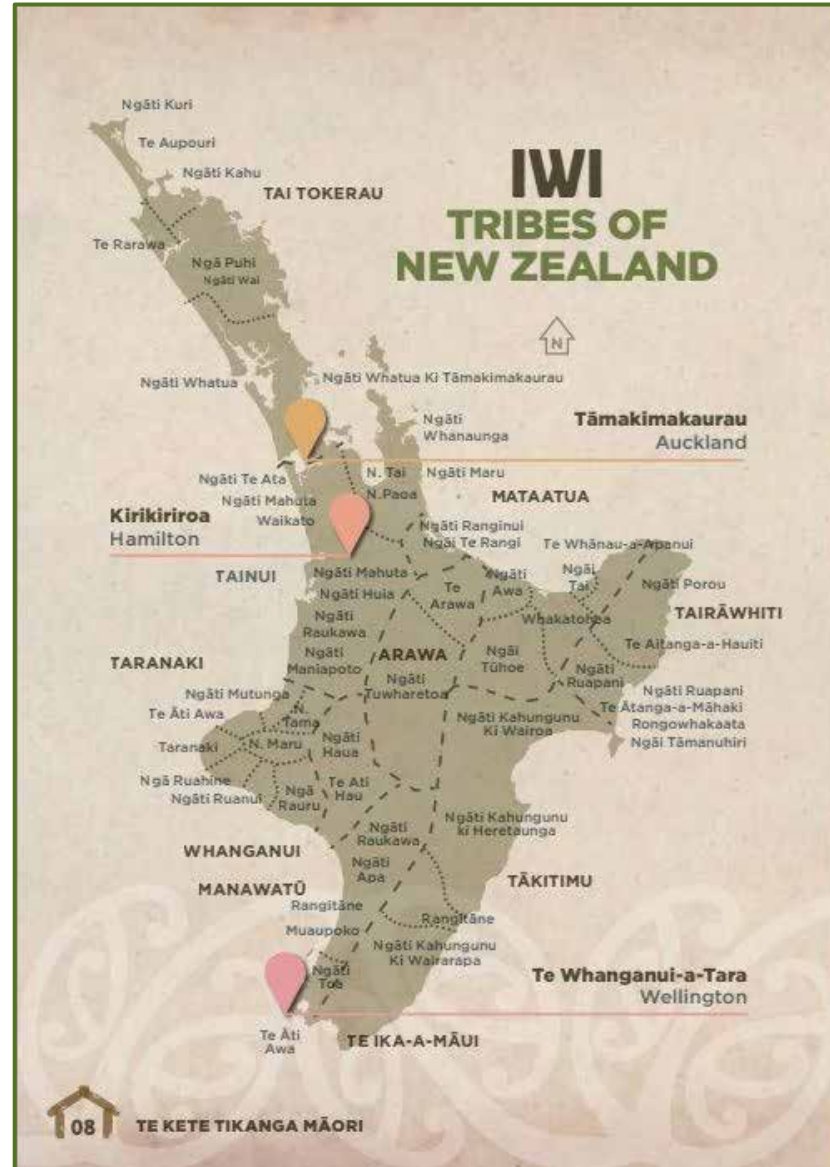 Ngāti Kuri
Te Aupouri
Ngāti Kahu
TAI TOKERAU
IWI
TRIBES OF
NEW ZEALAND
Te Rarawa
Ngā Puhi
Ngāti Wai
N
Ngāti Whatua
Ngāti Whatua Ki Tāmakimakaurau
Ngāti
Whanaunga
Tāmakimakaurau
Auckland
Ngāti Te Ata
N. Tai
Ngāti Maru
Ngāti Mahuta
N.Paoa
MATAATUA
Waikato
Kirikiriroa
Hamilton
Ngāti Ranginui
Ngāi Te Rangi
Te Whānau-a-Apanui
TAINUI
Ngāti Mahuta
Ngāti Huia
Te
Arawa
Ngāti
Awa
Ngāi
Tai
Ngāti Porou
Whakatohea
TAIRĀWHITI
Ngāti
Raukawa
Te Aitanga-a-Hauiti
TARANAKI
Ngāti
Maniapoto
ARAWA
Ngāi
Tūhoe
Ngāti
Ruapani
Ngāti
Tuwharetoa
Ngāti Ruapani
Te Ātanga-a-Māhaki
Rongowhakaata
Ngāi Tāmanuhiri
Ngāti Mutunga
N.
Tama
Te Āti Awa
Ngāti Kahungunu
Ki Wairoa
Taranaki
N. Maru
Ngāti
Haua
Ngā Ruahine
Ngāti Ruanui
Ngā
Rauru
Te Ati
Hau
Ngāti Kahungunu
ki Heretaunga
Ngāti
Raukawa
WHANGANUI
Ngāti
Apa
MANAWATŪ
TĀKITIMU
Rangitāne
Rangitāne
Muaupoko
Ngāti Kahungunu
Ki Wairarapa
Ngāti
Toa
Te Whanganui-a-Tara
Wellington
Te Āti
Awa
TE IKA-A-MĀUI
08
TE KETE TIKANGA MĀORI